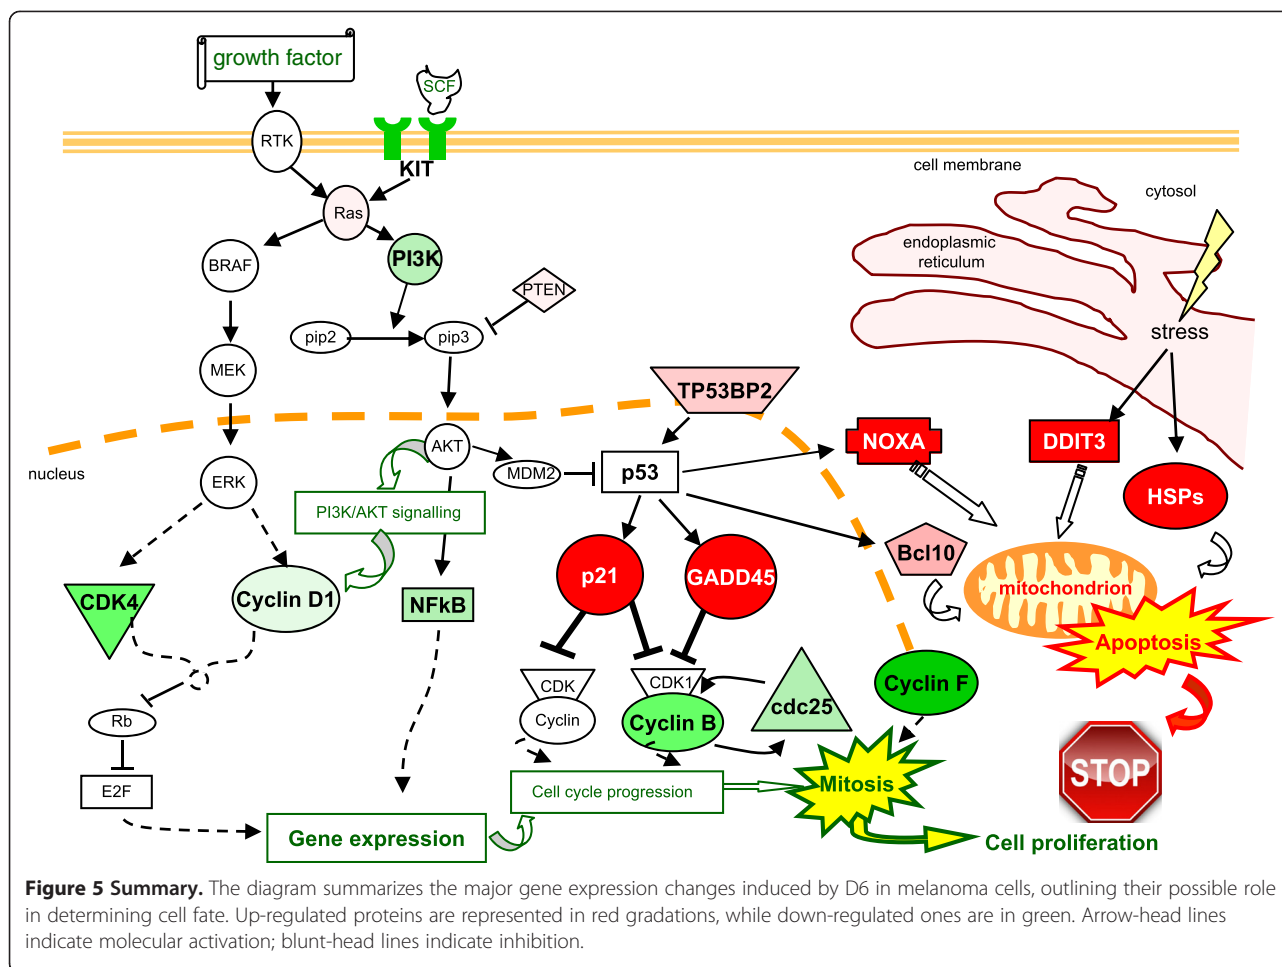 growth factor
SCF
RTK
KIT
cell membrane
cytosol
Ras
endoplasmic
reticulum
BRAF
PI3K
PTEN
pip2
pip3
stress
MEK
TP53BP2
AKT
NOXA
DDIT3
nucleus
MDM2
p53
ERK
HSPs
PI3K/AKT signalling
Bcl10
p21
GADD45
mitochondrion
CDK4
Cyclin D1
NFkB
Apoptosis
CDK
CDK1
Cyclin F
cdc25
Rb
Cyclin
Cyclin B
STOP
Mitosis
E2F
Cell cycle progression
Gene expression
Cell proliferation
Figure 5 Summary. The diagram summarizes the major gene expression changes induced by D6 in melanoma cells, outlining their possible role
in determining cell fate. Up-regulated proteins are represented in red gradations, while down-regulated ones are in green. Arrow-head lines
indicate molecular activation; blunt-head lines indicate inhibition.